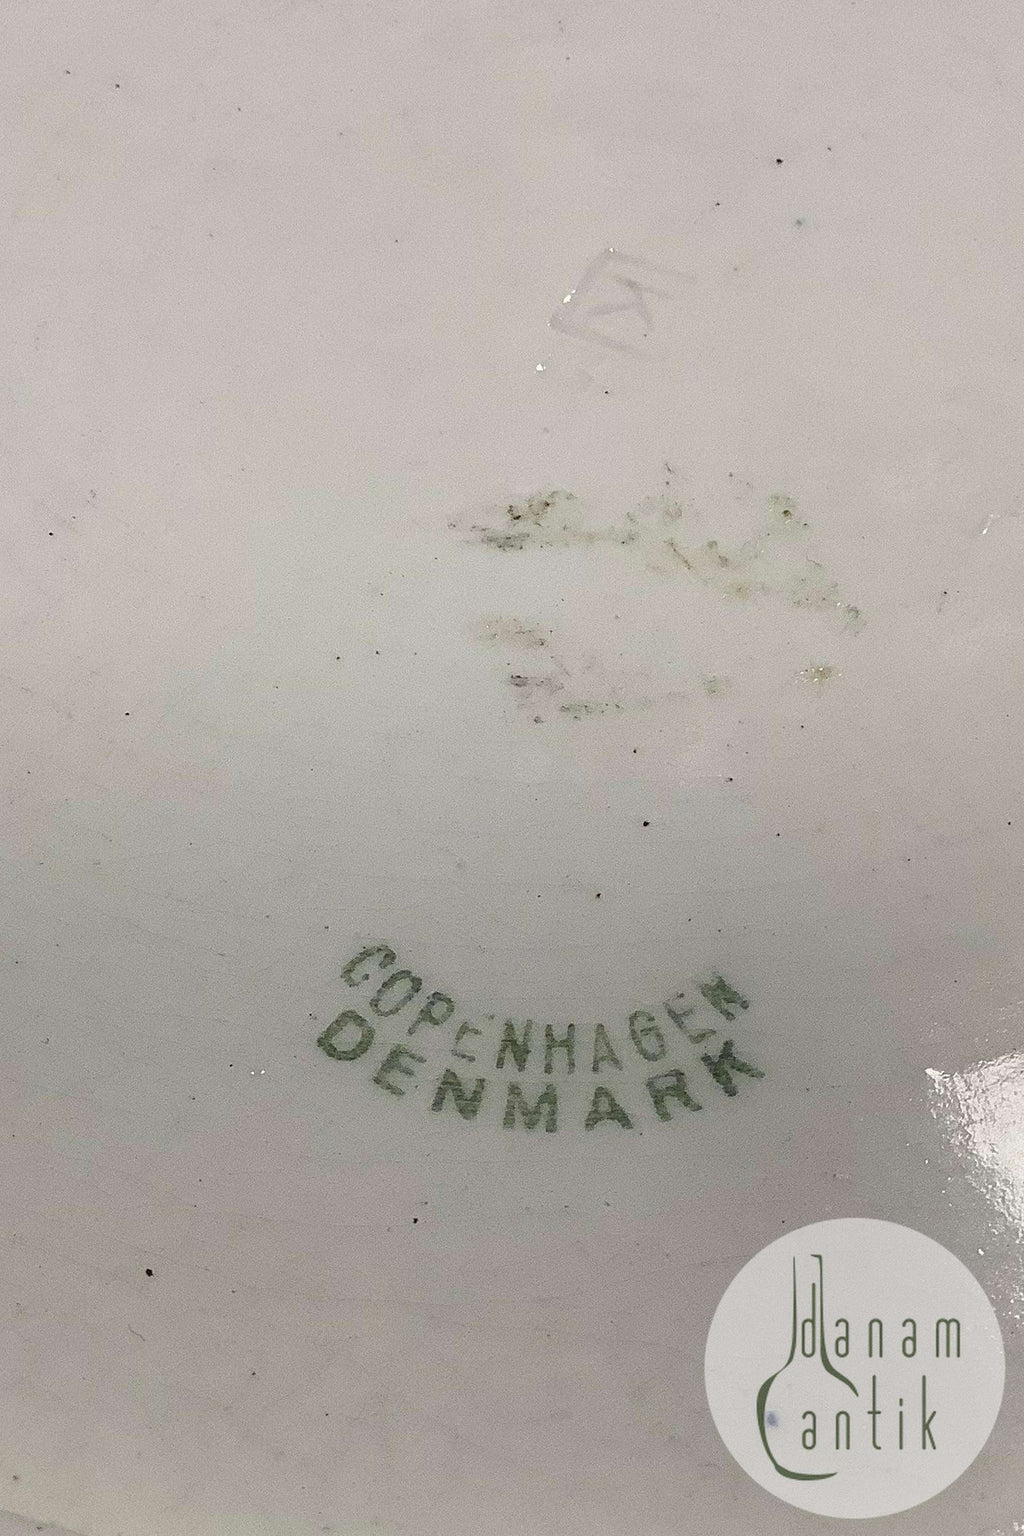 K
COPENHAGEN
DENMARK
danam
antik